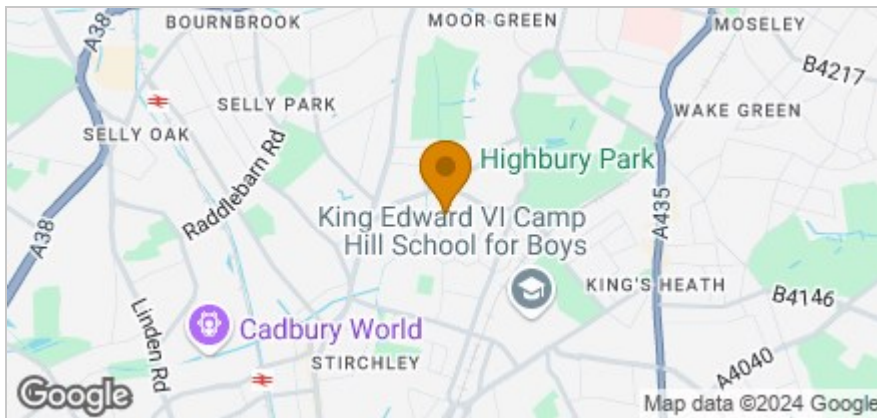 A38
BOURNBROOK
MOOR GREEN
MOSELEY
B4217
SELLY PARK
WAKE GREEN
SELLY OAK
Raddlebarn Rd
Highbury Park
A435
King Edward VI Camp
Hill School for Boys
A38
KING'S HEATH
B4146
Linden Rd
Cadbury World
STIRCHLEY
A4040
Google
Map data ©2024 Google